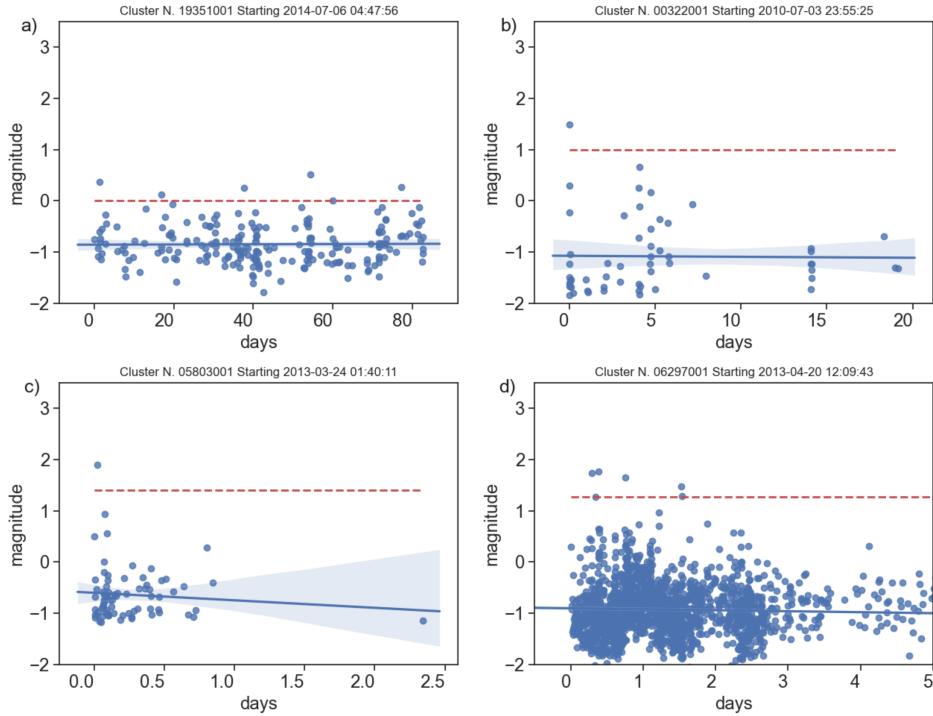 Cluster N. 19351001 Starting 2014-07-06 04:47:56
a)
magnitude
3
2
1
0
−1
−2
0 20 40 60 80
days
Cluster N. 00322001 Starting 2010-07-03 23:55:25
b)
magnitude
3
2
1
0
−1
−2
0 5 10 15 20
days
Cluster N. 05803001 Starting 2013-03-24 01:40:11
c)
magnitude
3
2
1
0
−1
−2
0.0 0.5 1.0 1.5 2.0 2.5
days
Cluster N. 06297001 Starting 2013-04-20 12:09:43
d)
magnitude
3
2
1
0
−1
−2
0 1 2 3 4 5
days